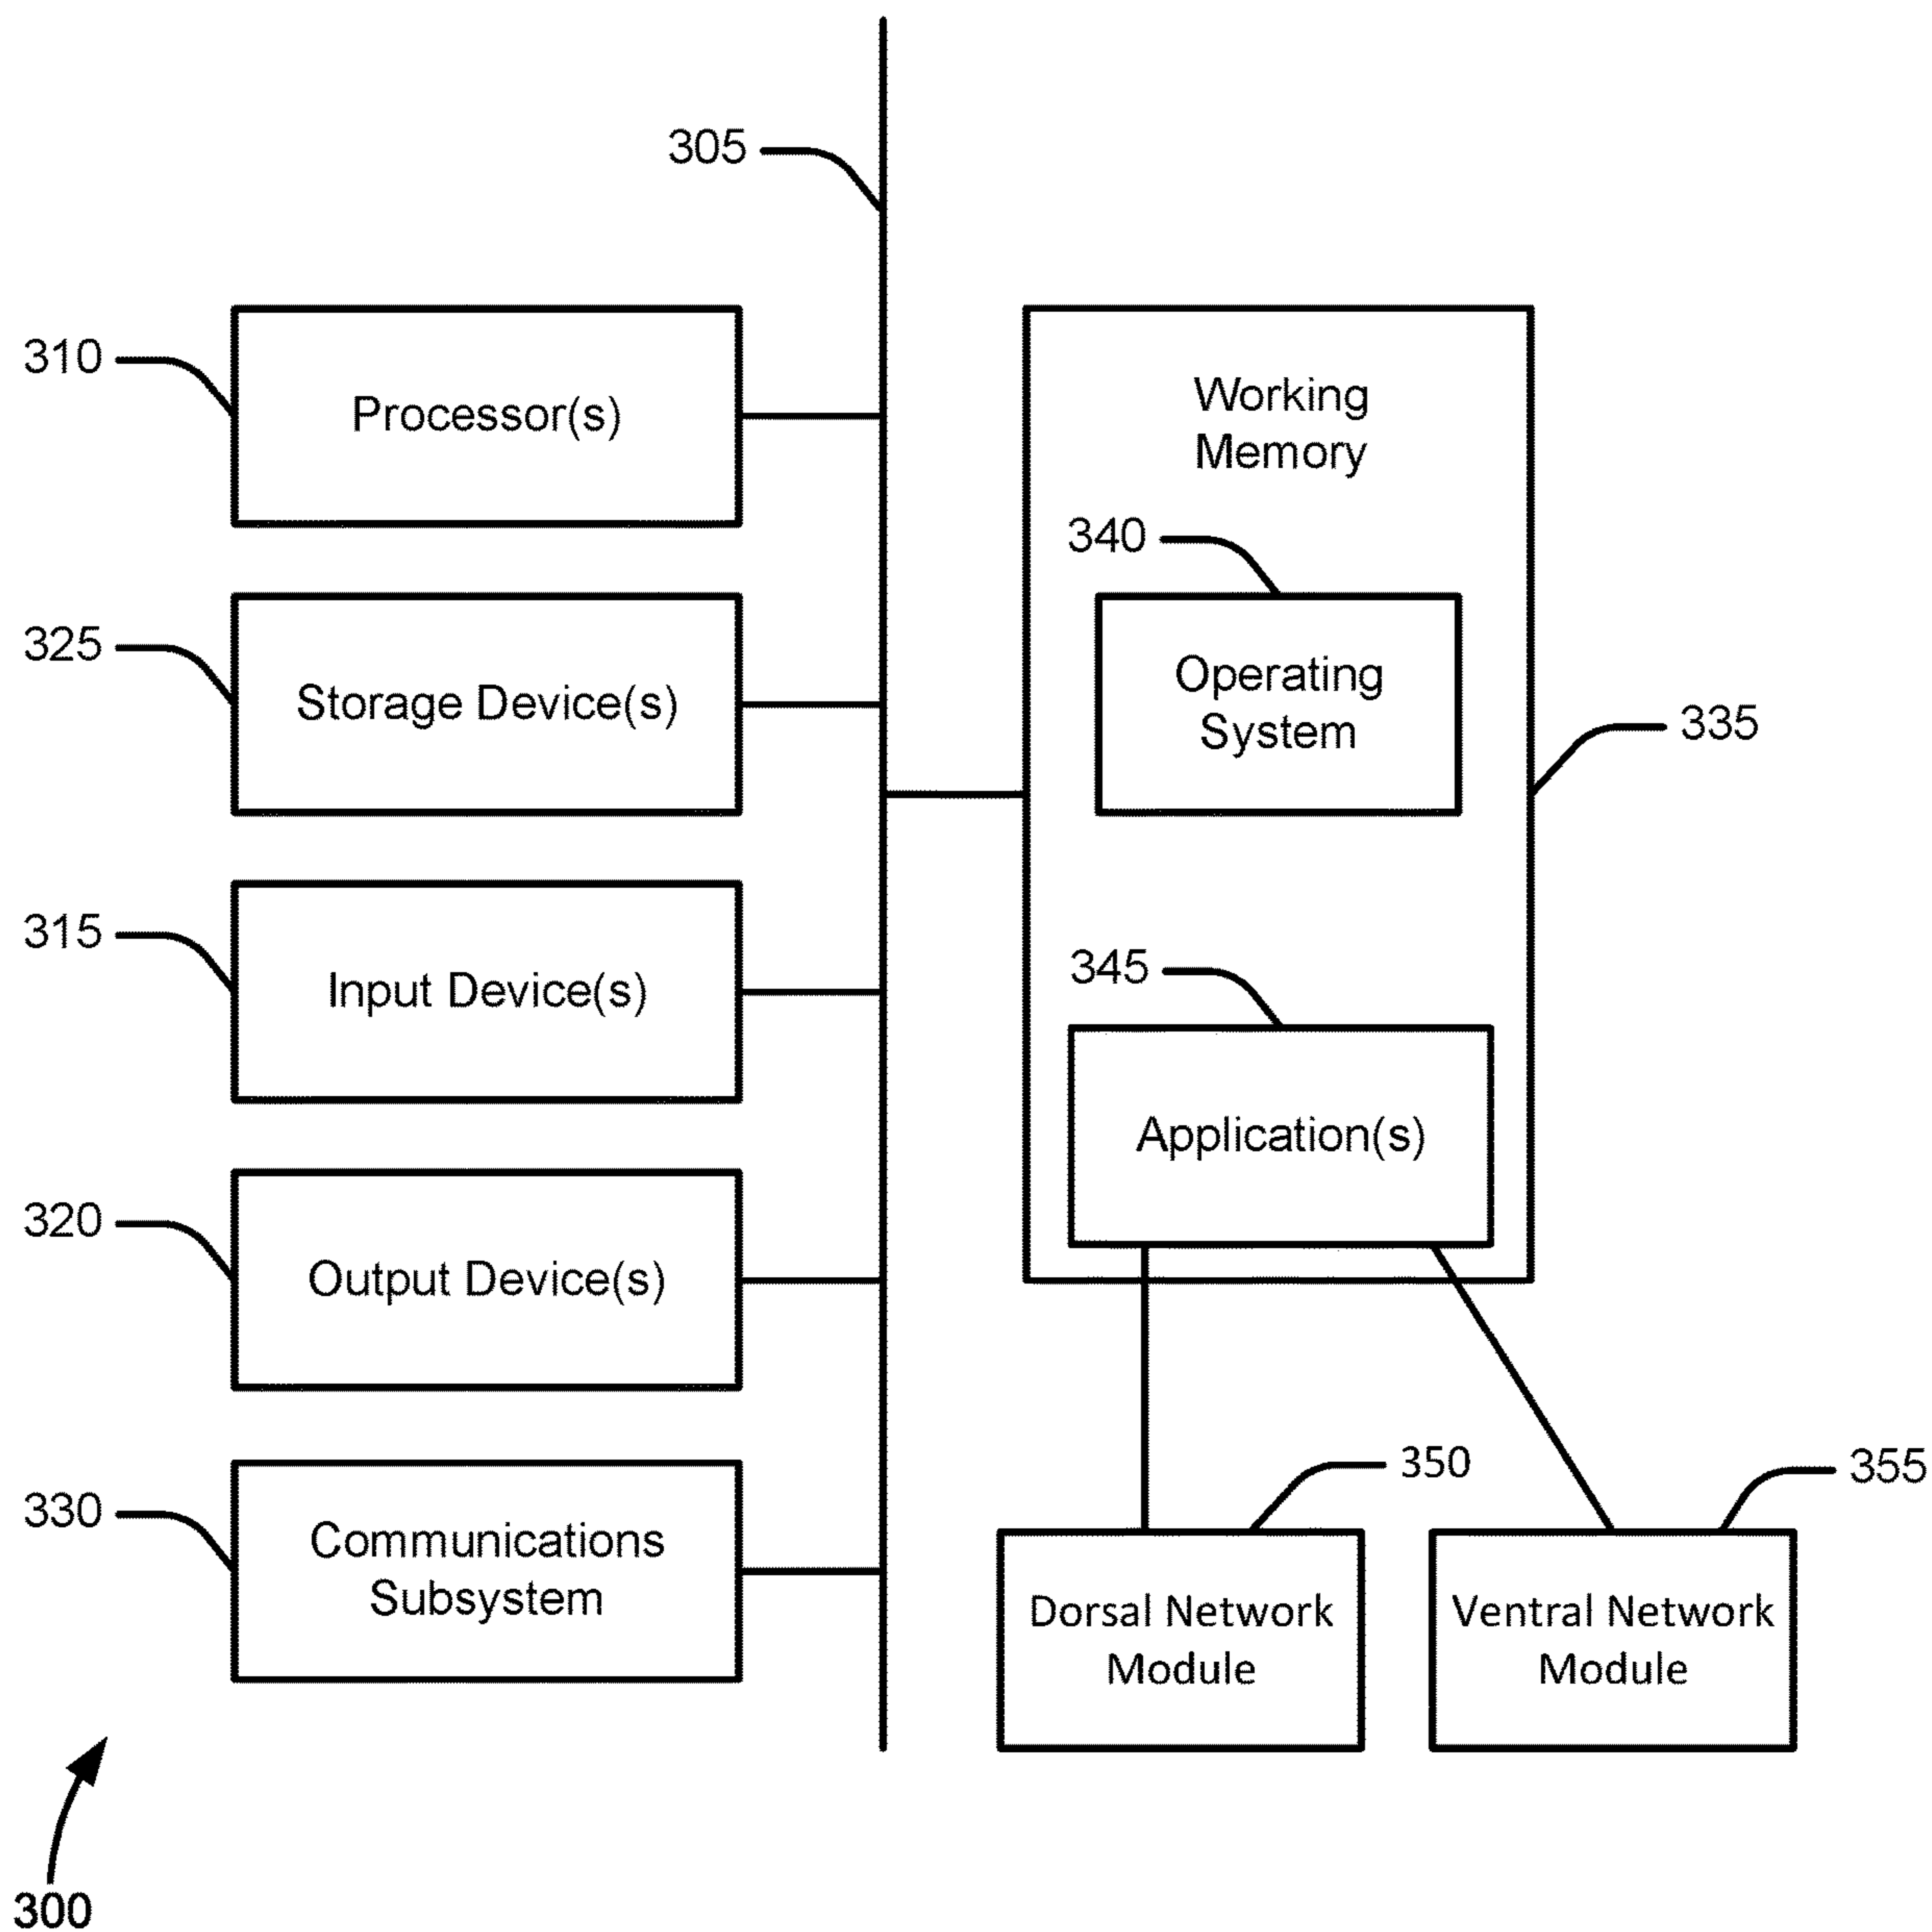 305
310
Processor(s)
325
Storage Device(s)
315
Input Device(s)
320
Output Device(s)
330
Communications
Subsystem
Working
Memory
340
Operating
System
335
345
Application(s)
350
Dorsal Network
Module
355
Ventral Network
Module
300